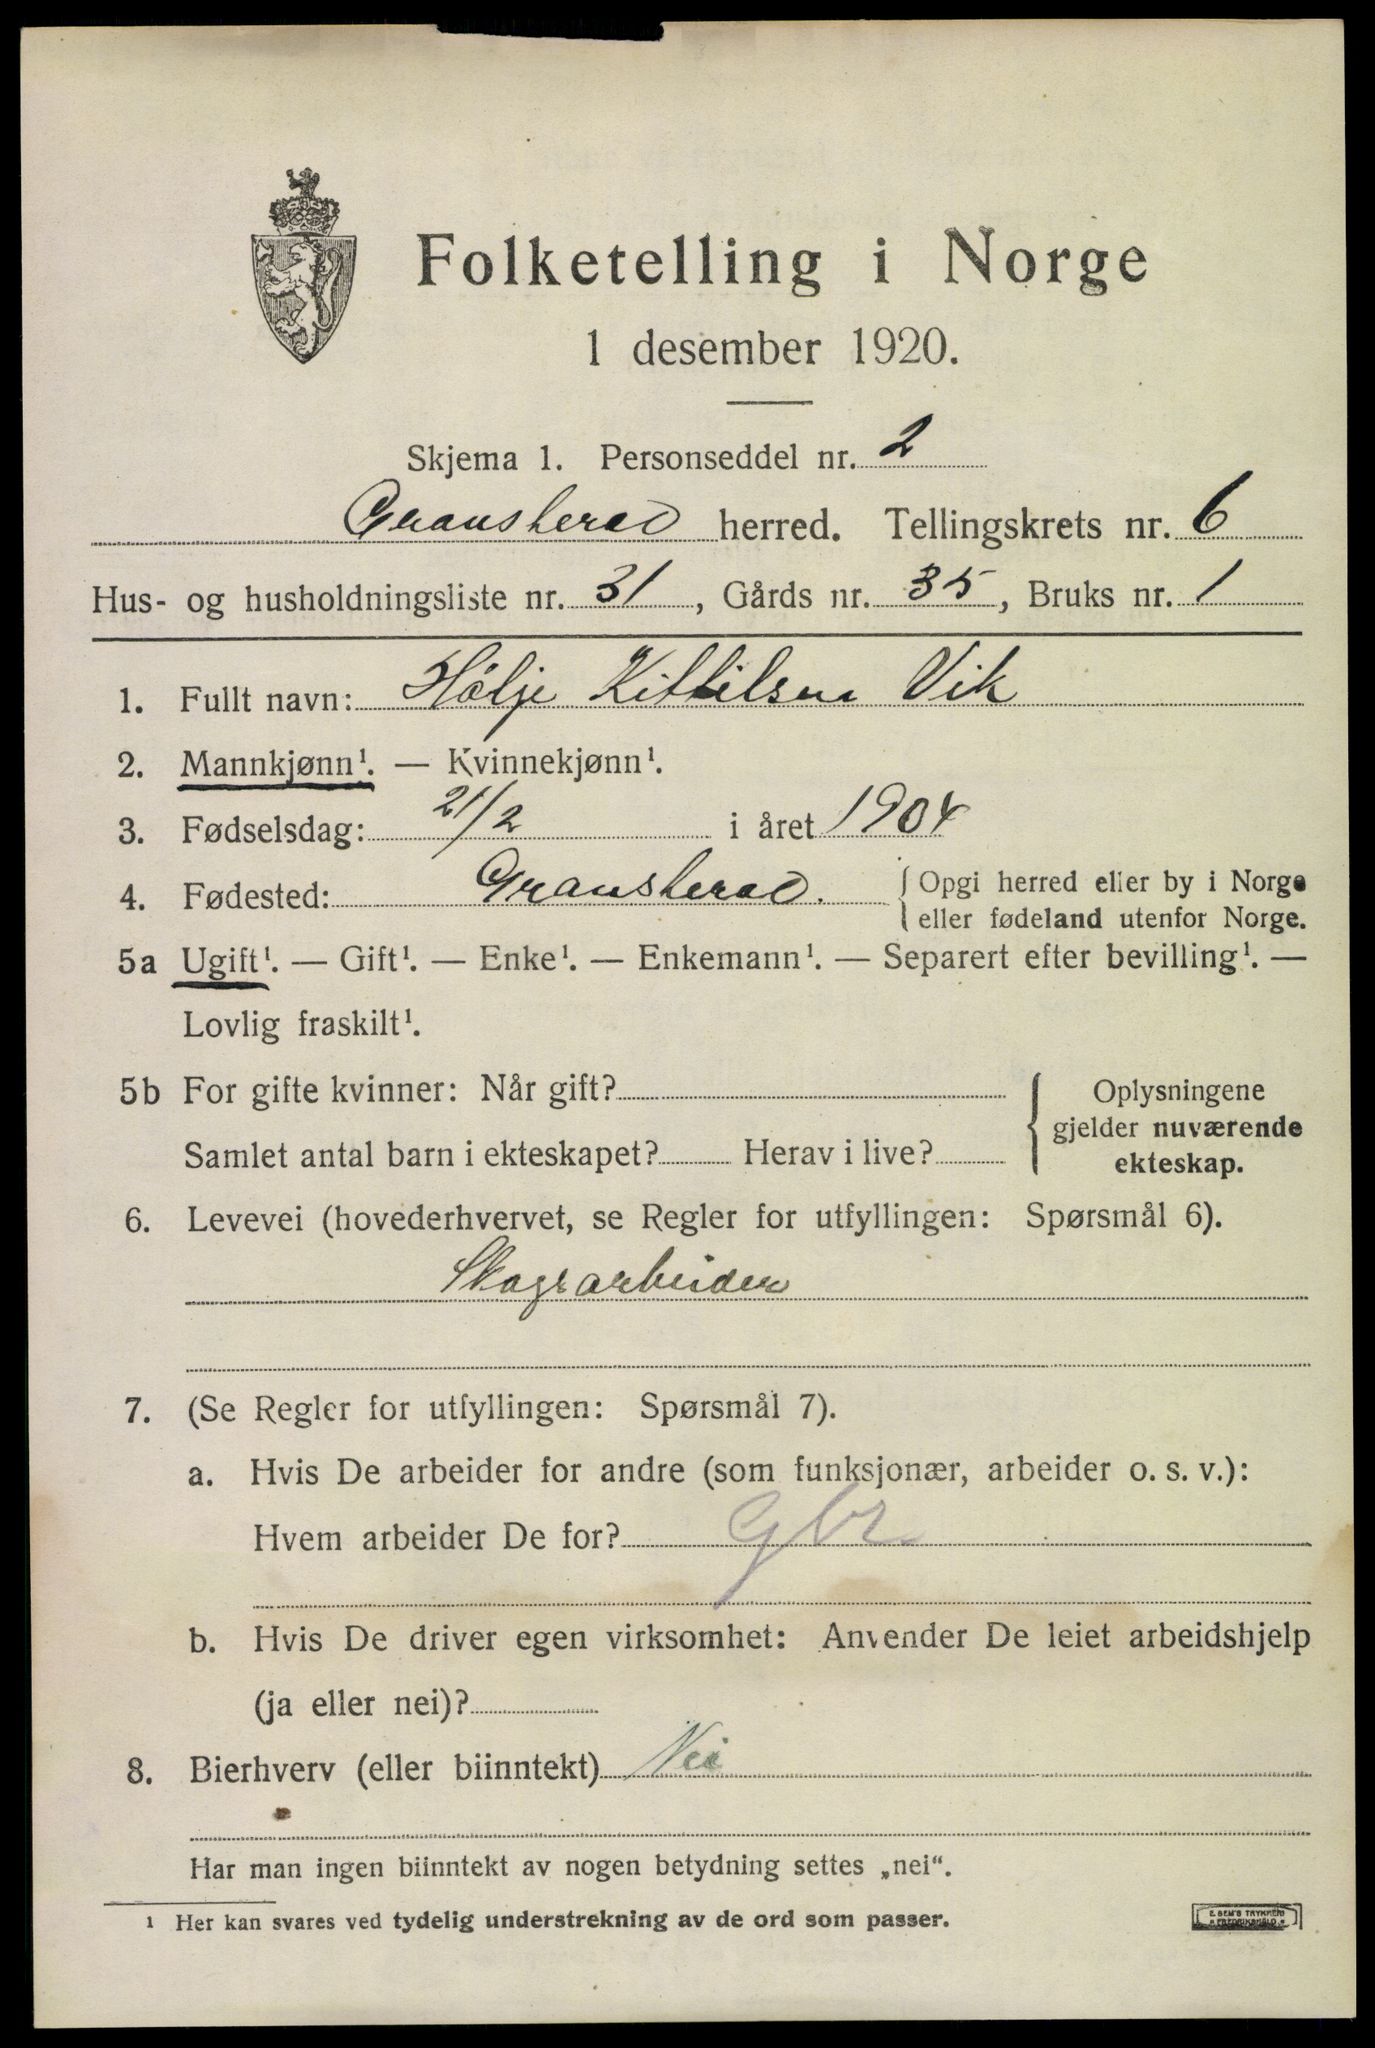 Folketelling i Norge
1 desember 1920.
Skjema 1. Personseddel nr. 2
Gransherad herred. Tellingskrets nr. 6
Hus- og husholdningsliste nr. 31, Gårds nr. 35, Bruks nr. 1
1. Fullt navn: Hølje Kittilsen Vik
2. Mannkjønn¹. — Kvinnekjønn¹.
3. Fødselsdag: 21/2 i året 1904
4. Fødested: Gransherad. Opgi herred eller by i Norge
eller fødeland utenfor Norge.
5a Ugift¹. — Gift¹. — Enke¹. — Enkemann¹. — Separert efter bevilling¹. —
Lovlig fraskilt¹.
5b For gifte kvinner: Når gift?
Samlet antal barn i ekteskapet? Herav i live?
Oplysningene
gjelder nuværende
ekteskap.
6. Levevei (hovederhvervet, se Regler for utfyllingen: Spørsmål 6).
Skogsarbeider
7. (Se Regler for utfyllingen: Spørsmål 7).
a. Hvis De arbeider for andre (som funksjonær, arbeider o. s. v.):
Hvem arbeider De for? Gbr
b. Hvis De driver egen virksomhet: Anvender De leiet arbeidshjelp
(ja eller nei)?
8. Bierhverv (eller biinntekt) Nei
Har man ingen biinntekt av nogen betydning settes „nei“.
¹ Her kan svares ved tydelig understrekning av de ord som passer.
E. SEM'S TRYKKERI
FREDRIKSHALD